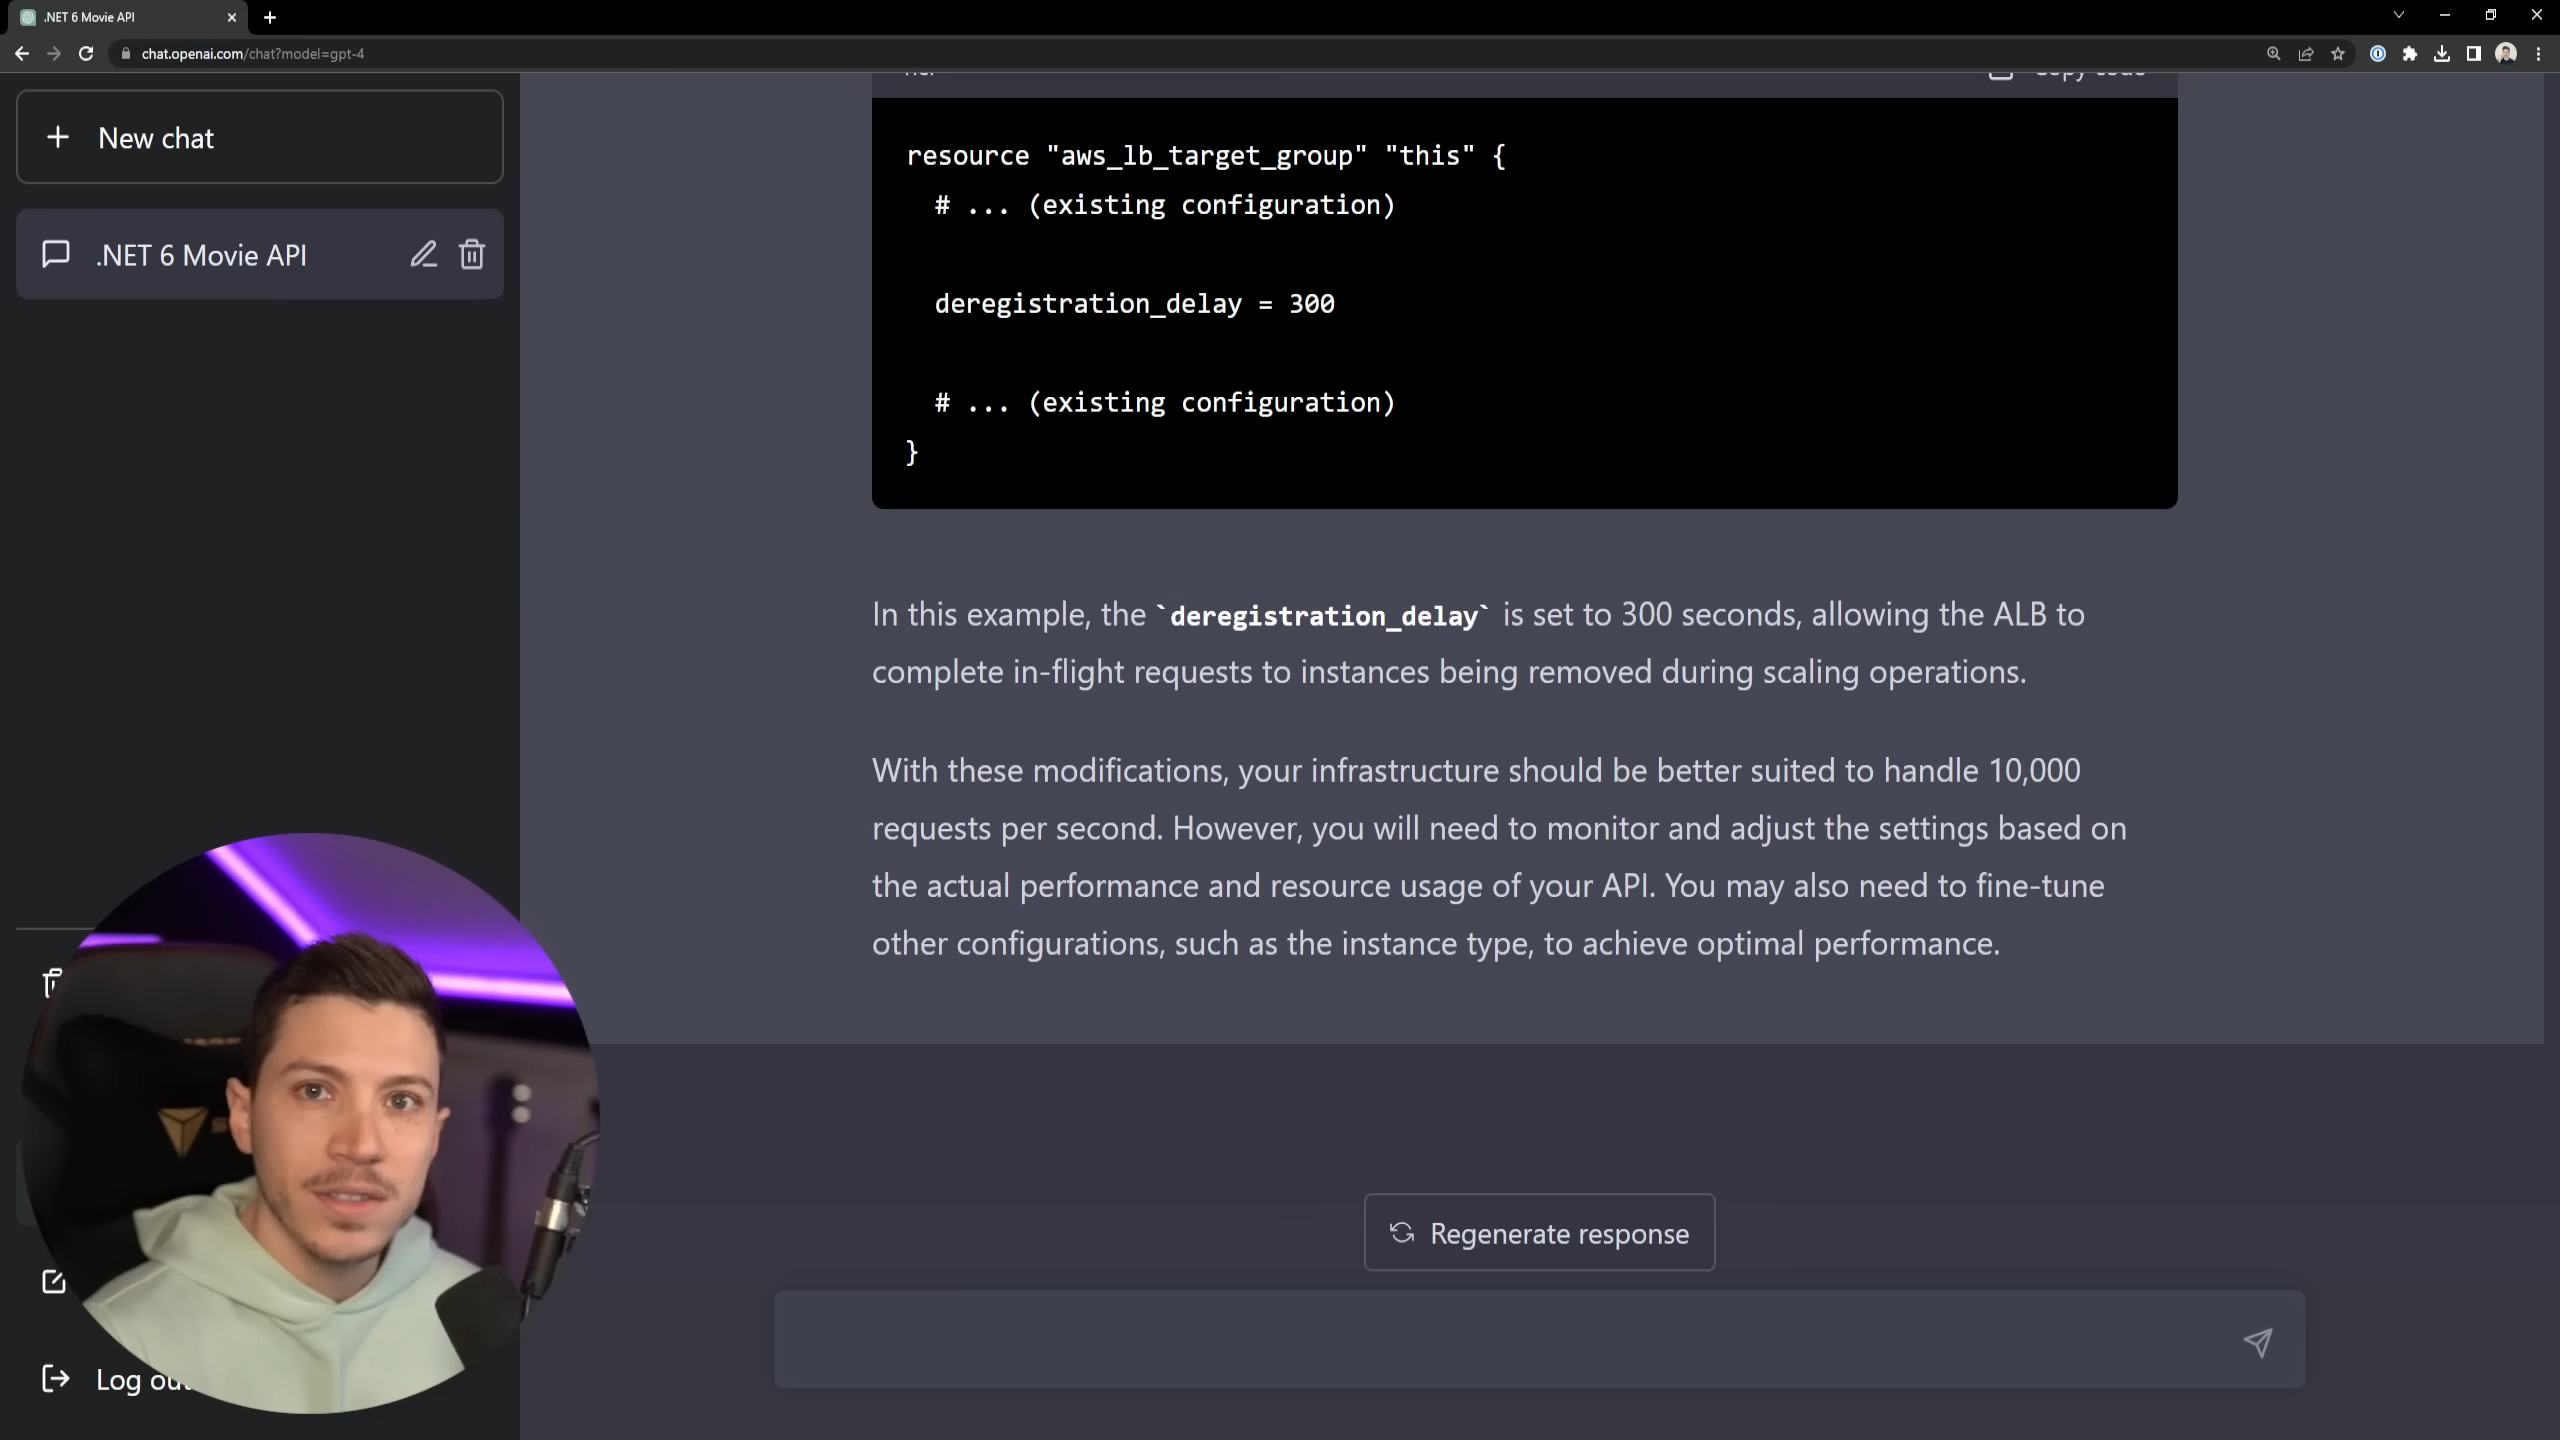 .NET 6 Movie API
chat.openai.com/chat?model=gpt-4
New chat
.NET 6 Movie API
Log out
Copy code
resource "aws_lb_target_group" "this" {
# ... (existing configuration)
deregistration_delay = 300
# ... (existing configuration)
}
In this example, the `deregistration_delay` is set to 300 seconds, allowing the ALB to
complete in-flight requests to instances being removed during scaling operations.
With these modifications, your infrastructure should be better suited to handle 10,000
requests per second. However, you will need to monitor and adjust the settings based on
the actual performance and resource usage of your API. You may also need to fine-tune
other configurations, such as the instance type, to achieve optimal performance.
Regenerate response